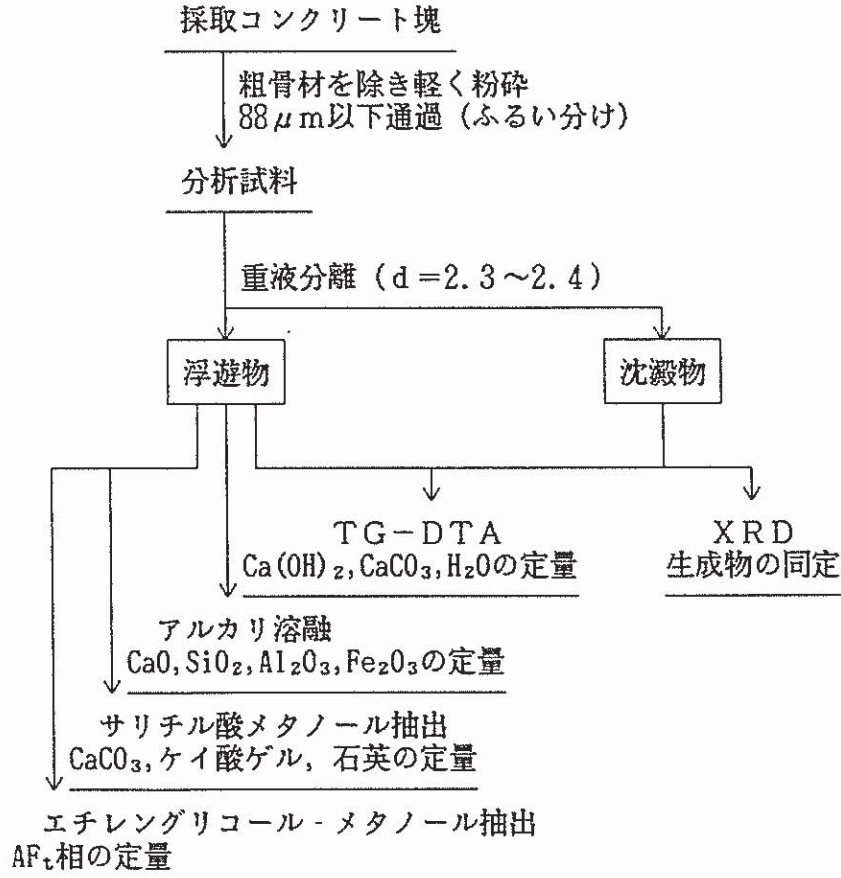 採取コンクリート塊
粗骨材を除き軽く粉砕
88μm以下通過（ふるい分け）
分析試料
重液分離（d＝2.3～2.4）
浮遊物
沈澱物
TG－DTA
Ca(OH)₂,CaCO₃,H₂Oの定量
XRD
生成物の同定
アルカリ溶融
CaO,SiO₂,Al₂O₃,Fe₂O₃の定量
サリチル酸メタノール抽出
CaCO₃,ケイ酸ゲル, 石英の定量
エチレングリコール - メタノール抽出
AFₜ相の定量